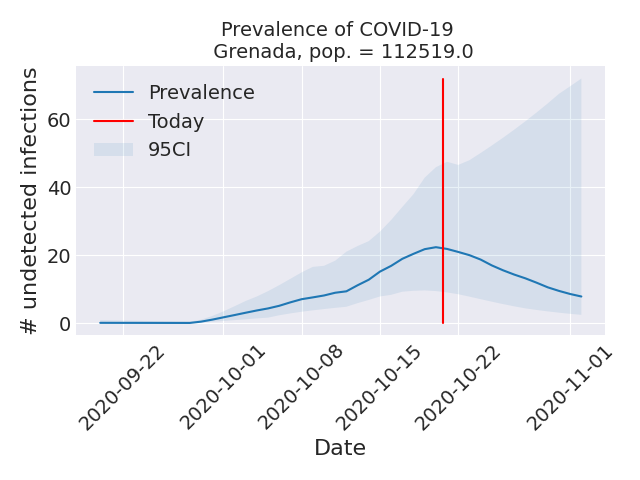 Prevalence of COVID-19
Grenada, pop. = 112519.0
# undetected infections
60
40
20
0
Prevalence
Today
95CI
2020-09-22
2020-10-01
2020-10-08
2020-10-15
2020-10-22
2020-11-01
Date